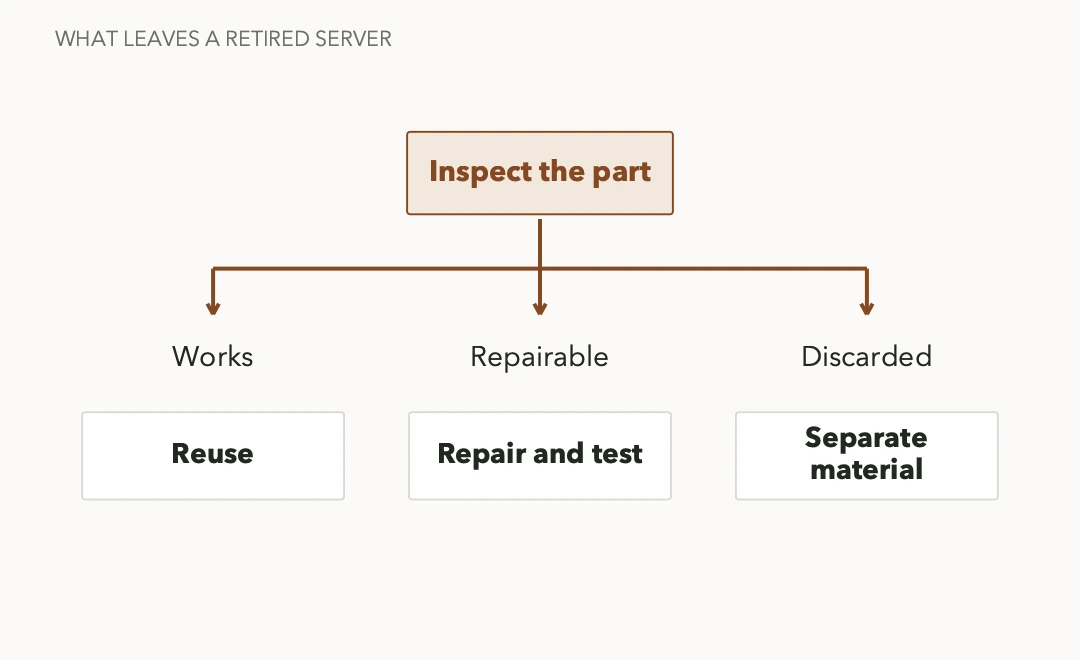 WHAT LEAVES A RETIRED SERVER
Inspect the part
Works
Repairable
Discarded
Reuse
Repair and test
Separate
material